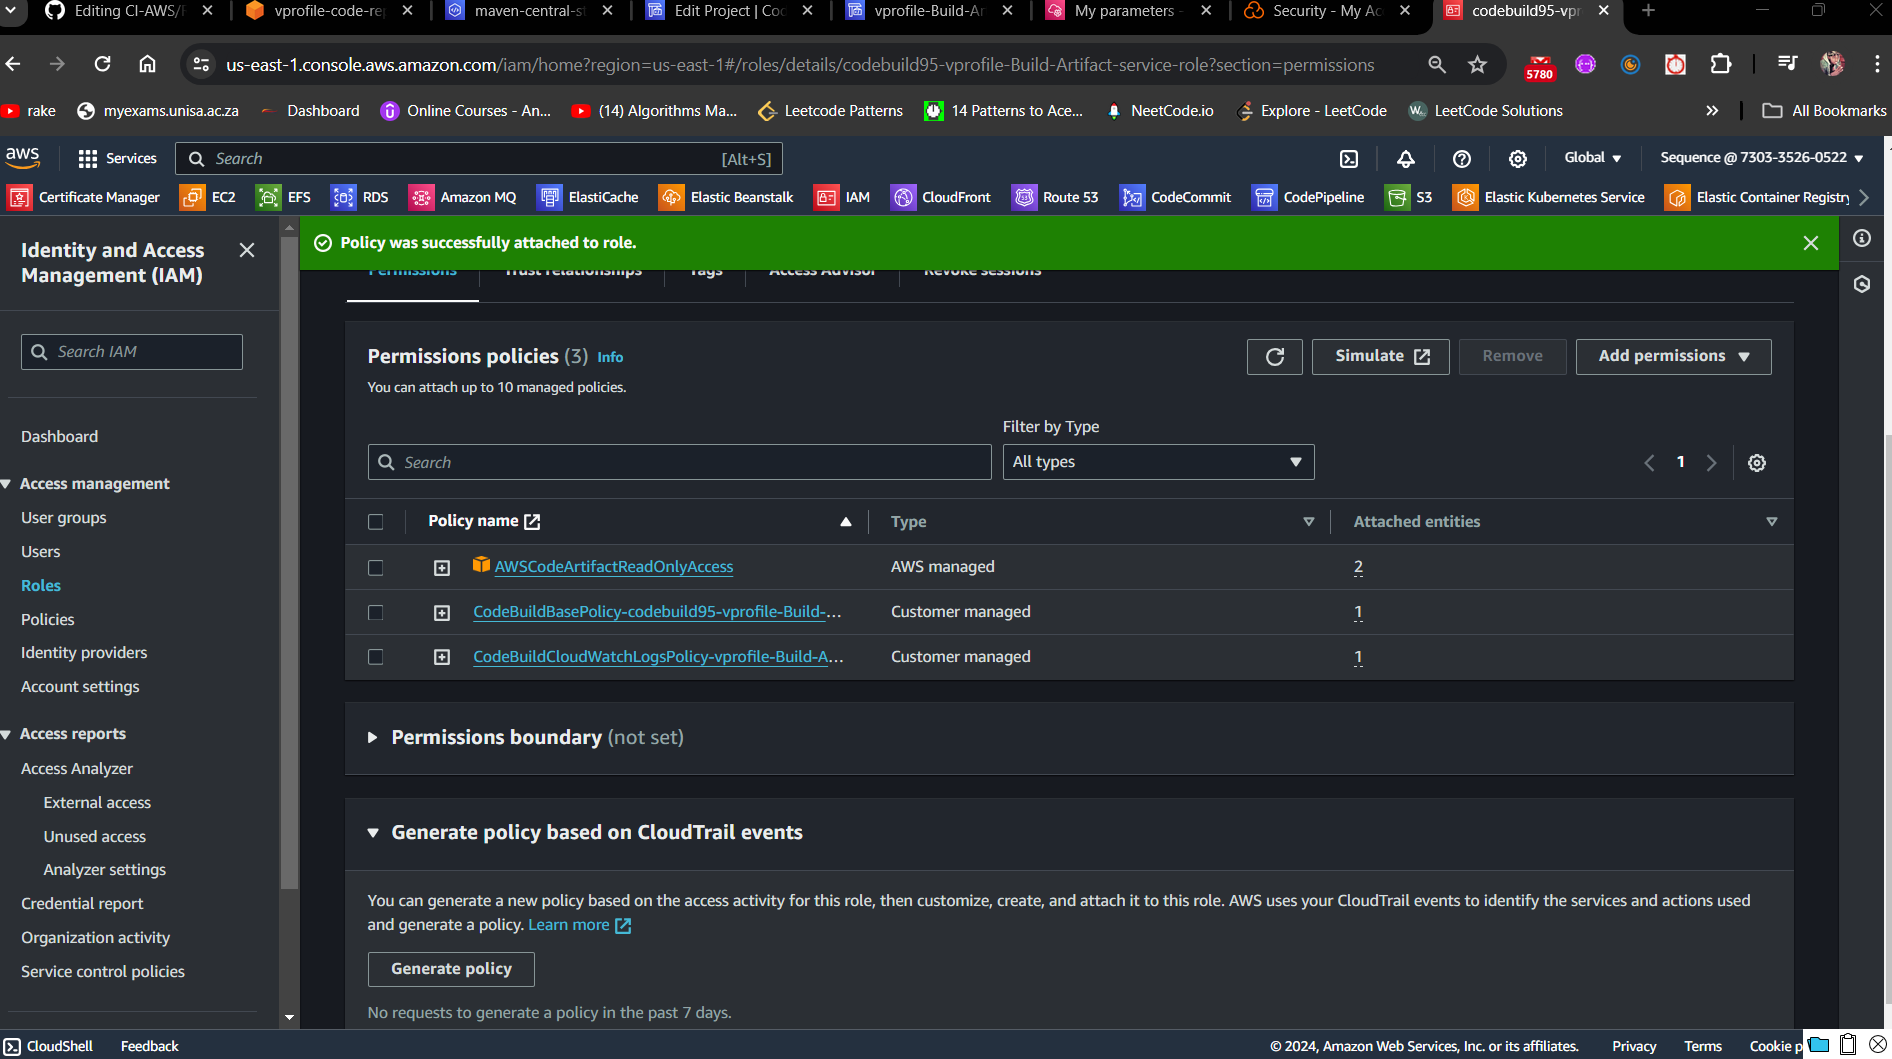 Editing CI-AWS/
vprofile-code-rep
maven-central-st
Edit Project | Coo
vprofile-Build-Ar
My parameters -
Security - My Ac
codebuild95-vpr
us-east-1.console.aws.amazon.com/iam/home?region=us-east-1#/roles/details/codebuild95-vprofile-Build-Artifact-service-role?section=permissions
5780
rake
myexams.unisa.ac.za
Dashboard
Online Courses - An...
(14) Algorithms Ma...
Leetcode Patterns
14 Patterns to Ace...
NeetCode.io
Explore - LeetCode
LeetCode Solutions
All Bookmarks
aws
Services
Search
[Alt+S]
Global
Sequence @ 7303-3526-0522
Certificate Manager
EC2
EFS
RDS
Amazon MQ
ElastiCache
Elastic Beanstalk
IAM
CloudFront
Route 53
CodeCommit
CodePipeline
S3
Elastic Kubernetes Service
Elastic Container Registry
Identity and Access
Management (IAM)
Search IAM
Dashboard
Access management
User groups
Users
Roles
Policies
Identity providers
Account settings
Access reports
Access Analyzer
External access
Unused access
Analyzer settings
Credential report
Organization activity
Service control policies
Policy was successfully attached to role.
Permissions
Trust relationships
Tags
Access Advisor
Revoke sessions
Permissions policies (3) Info
You can attach up to 10 managed policies.
Simulate
Remove
Add permissions
Filter by Type
Search
All types
1
Policy name
Type
Attached entities
AWSCodeArtifactReadOnlyAccess
AWS managed
2
CodeBuildBasePolicy-codebuild95-vprofile-Build-...
Customer managed
1
CodeBuildCloudWatchLogsPolicy-vprofile-Build-A...
Customer managed
1
Permissions boundary (not set)
Generate policy based on CloudTrail events
You can generate a new policy based on the access activity for this role, then customize, create, and attach it to this role. AWS uses your CloudTrail events to identify the services and actions used
and generate a policy. Learn more
Generate policy
No requests to generate a policy in the past 7 days.
CloudShell
Feedback
© 2024, Amazon Web Services, Inc. or its affiliates.
Privacy
Terms
Cookie p